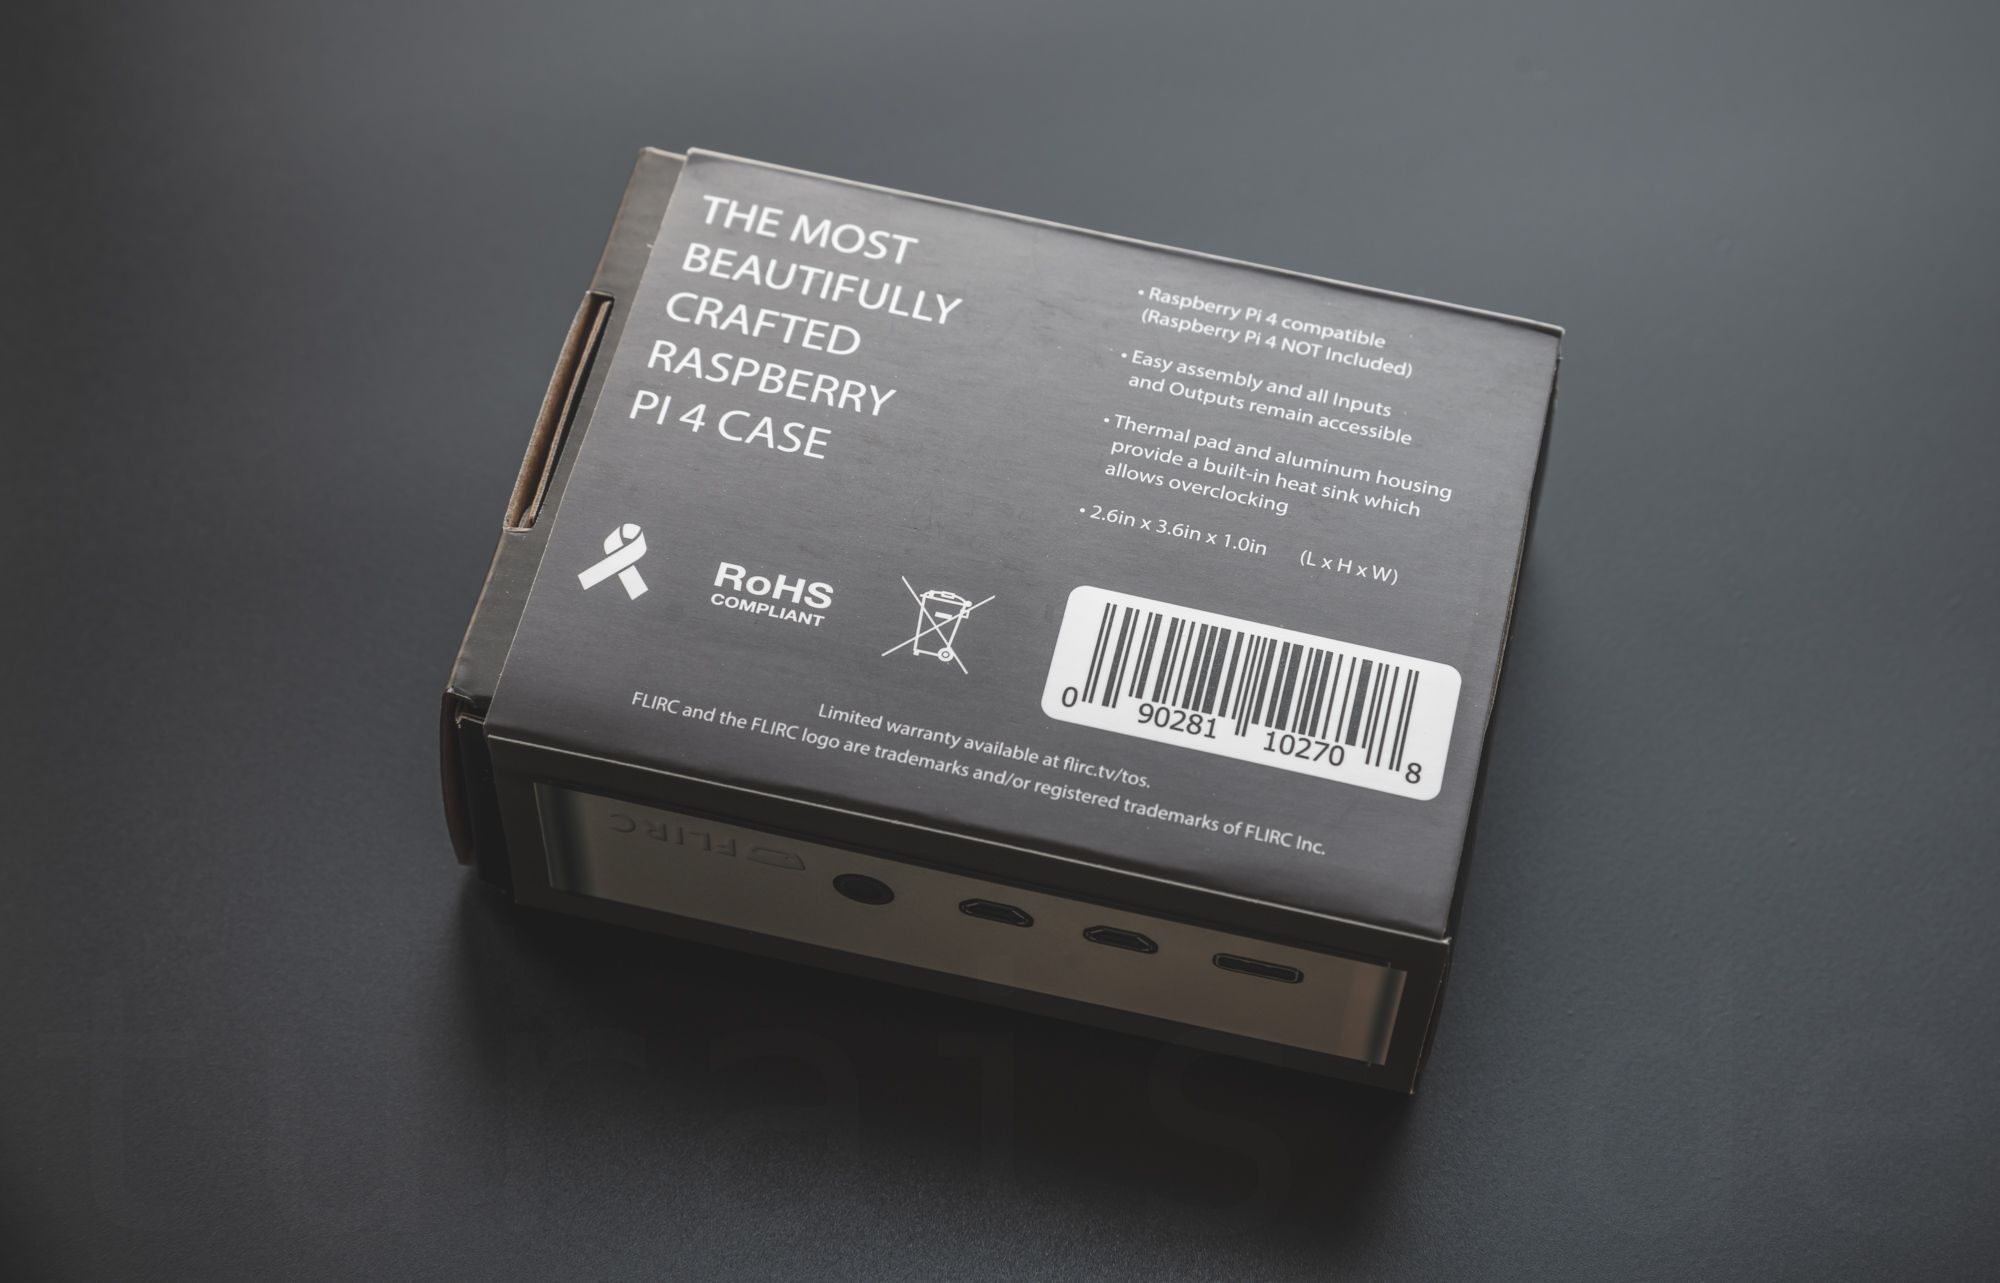 THE MOST
BEAUTIFULLY
CRAFTED
RASPBERRY
PI 4 CASE
• Raspberry Pi 4 compatible
(Raspberry Pi 4 NOT Included)
• Easy assembly and all Inputs
and Outputs remain accessible
• Thermal pad and aluminum housing
provide a built-in heat sink which
allows overclocking
• 2.6in x 3.6in x 1.0in (L x H x W)
RoHS
COMPLIANT
0 90281 10270 8
Limited warranty available at flirc.tv/tos.
FLIRC and the FLIRC logo are trademarks and/or registered trademarks of FLIRC Inc.
FLIRC